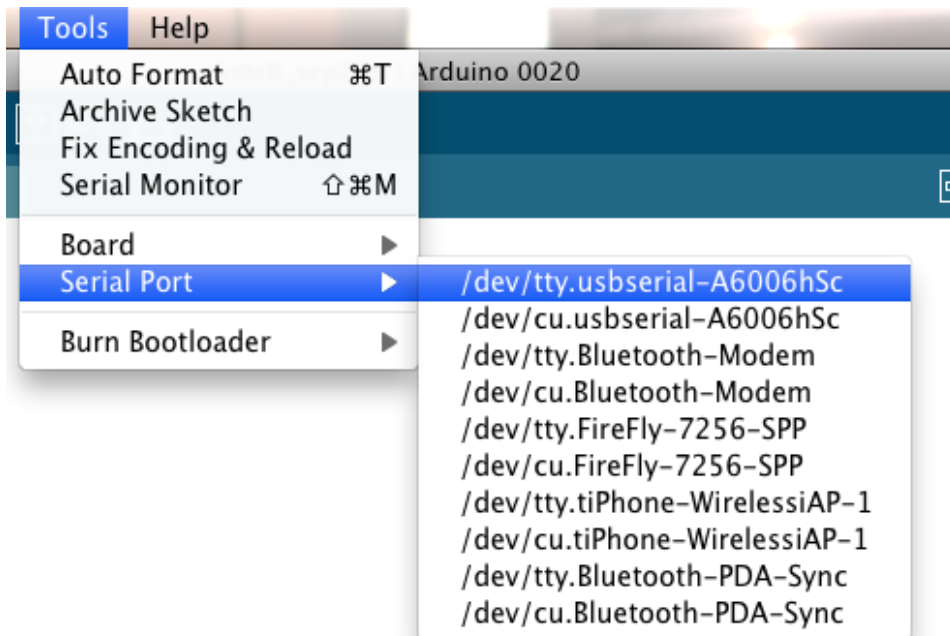 Tools Help
Arduino 0020
Auto Format ⌘T
Archive Sketch
Fix Encoding & Reload
Serial Monitor ⇧⌘M
Board ▶
Serial Port ▶
Burn Bootloader ▶
/dev/tty.usbserial-A6006hSc
/dev/cu.usbserial-A6006hSc
/dev/tty.Bluetooth-Modem
/dev/cu.Bluetooth-Modem
/dev/tty.FireFly-7256-SPP
/dev/cu.FireFly-7256-SPP
/dev/tty.tiPhone-WirelessiAP-1
/dev/cu.tiPhone-WirelessiAP-1
/dev/tty.Bluetooth-PDA-Sync
/dev/cu.Bluetooth-PDA-Sync